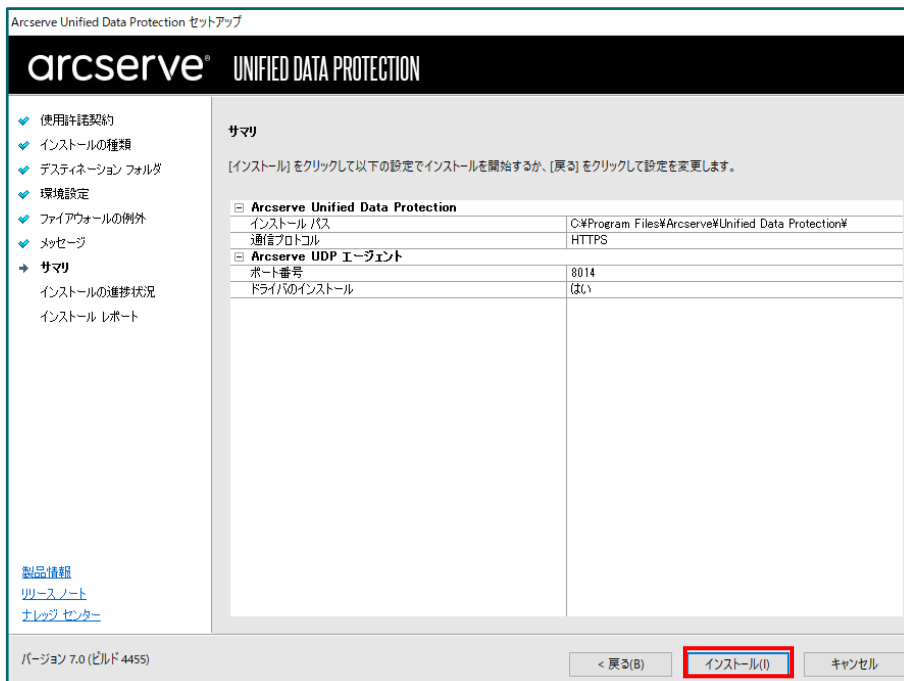 Arcserve Unified Data Protection セットアップ
arcserve® UNIFIED DATA PROTECTION
使用許諾契約
インストールの種類
デスティネーション フォルダ
環境設定
ファイアウォールの例外
メッセージ
サマリ
インストールの進捗状況
インストール レポート
製品情報
リリース ノート
ナレッジ センター
サマリ
[インストール] をクリックして以下の設定でインストールを開始するか、[戻る] をクリックして設定を変更します。
Arcserve Unified Data Protection
インストール パス C:¥Program Files¥Arcserve¥Unified Data Protection¥
通信プロトコル HTTPS
Arcserve UDP エージェント
ポート番号 8014
ドライバのインストール はい
バージョン 7.0 (ビルド 4455)
< 戻る(B) インストール(I) キャンセル